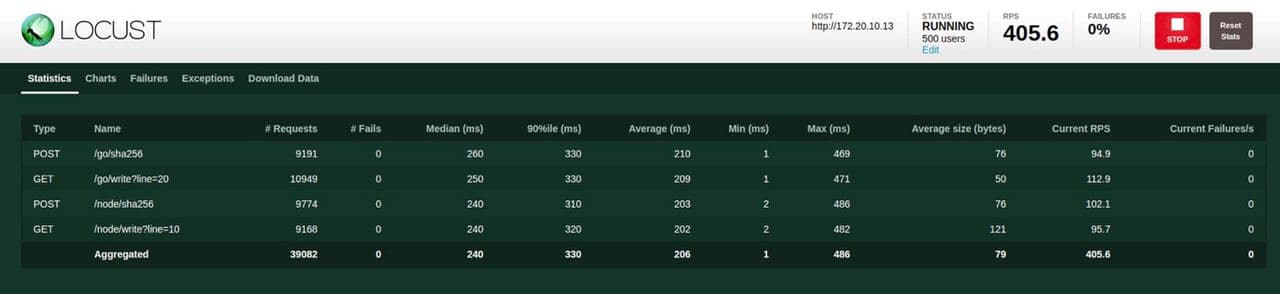 LOCUST
HOST
http://172.20.10.13
STATUS
RUNNING
500 users
Edit
RPS
405.6
FAILURES
0%
STOP
Reset
Stats
Statistics Charts Failures Exceptions Download Data
Type Name # Requests # Fails Median (ms) 90%ile (ms) Average (ms) Min (ms) Max (ms) Average size (bytes) Current RPS Current Failures/s
POST /go/sha256 9191 0 260 330 210 1 469 76 94.9 0
GET /go/write?line=20 10949 0 250 330 209 1 471 50 112.9 0
POST /node/sha256 9774 0 240 310 203 2 486 76 102.1 0
GET /node/write?line=10 9168 0 240 320 202 2 482 121 95.7 0
Aggregated 39082 0 240 330 206 1 486 79 405.6 0